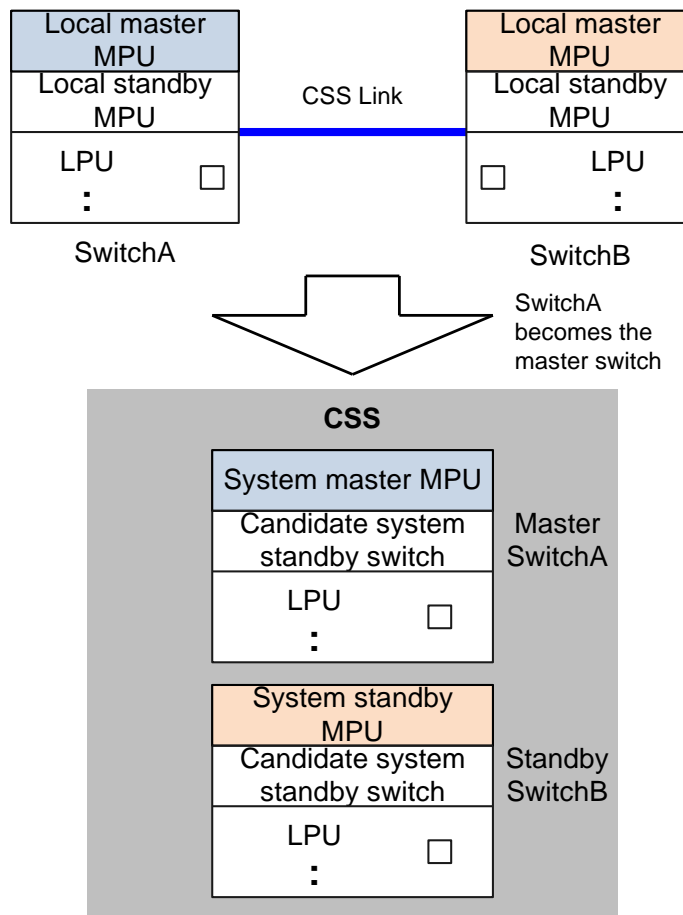 Local master
MPU
Local standby
MPU
LPU
:
SwitchA
CSS Link
Local master
MPU
Local standby
MPU
LPU
:
SwitchB
SwitchA
becomes the
master switch
CSS
System master MPU
Candidate system
standby switch
LPU
:
Master
SwitchA
System standby
MPU
Candidate system
standby switch
LPU
:
Standby
SwitchB